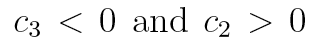 c₃ < 0 and c₂ > 0